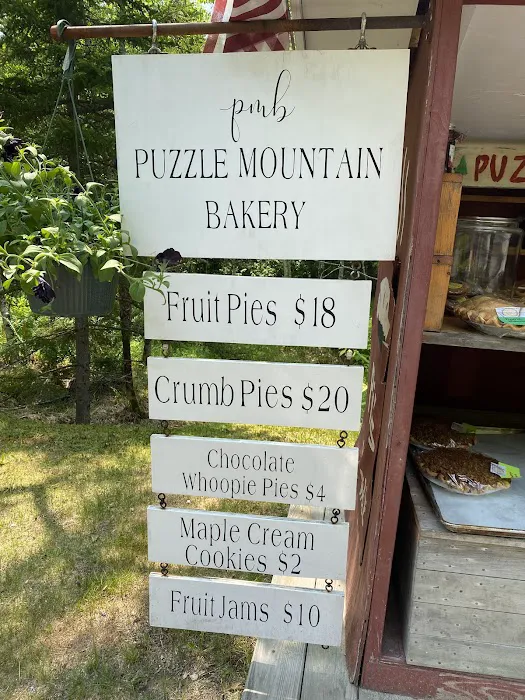 pmb
PUZZLE MOUNTAIN
BAKERY
Fruit Pies $18
Crumb Pies $20
Chocolate
Whoopie Pies $4
Maple Cream
Cookies $2
Fruit Jams $10
PUZ